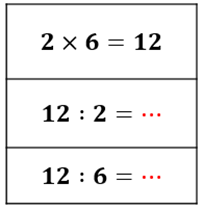 2 × 6 = 12
12 : 2 = ⋯
12 : 6 = ⋯